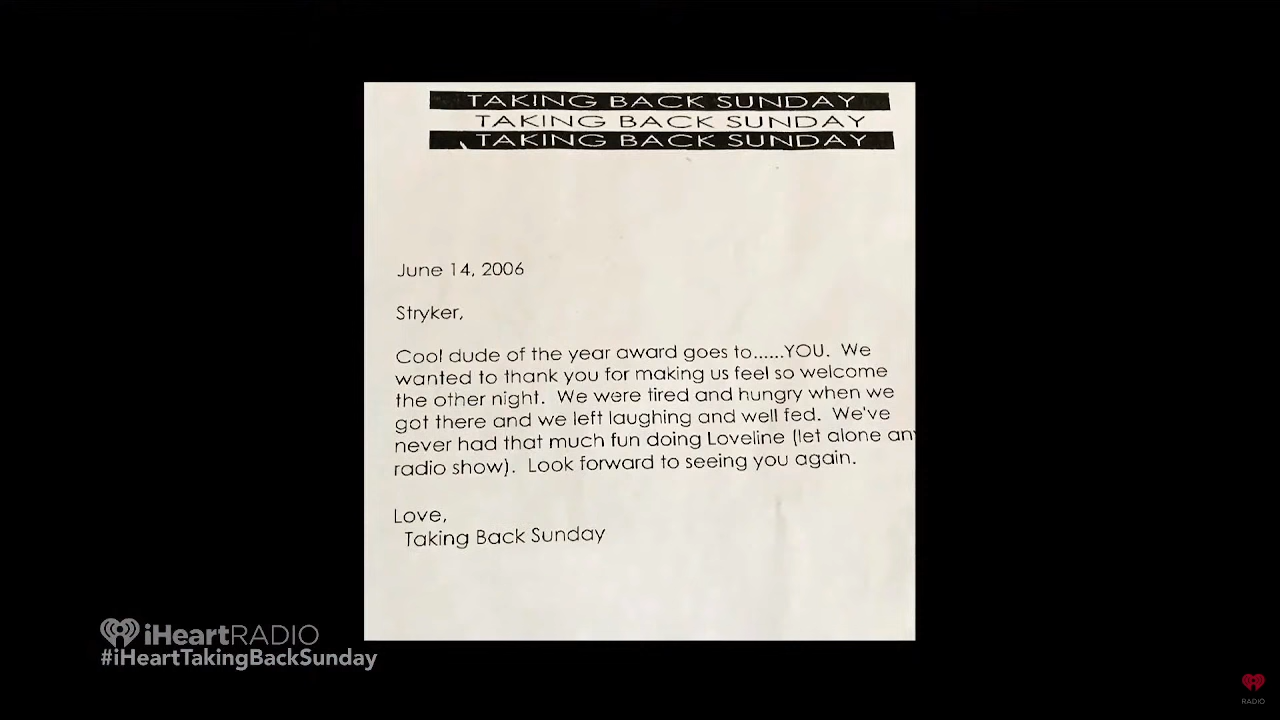 TAKING BACK SUNDAY
TAKING BACK SUNDAY
TAKING BACK SUNDAY
June 14, 2006
Stryker,
Cool dude of the year award goes to......YOU.  We
wanted to thank you for making us feel so welcome
the other night.  We were tired and hungry when we
got there and we left laughing and well fed.  We've
never had that much fun doing Loveline (let alone an
radio show).  Look forward to seeing you again.
Love,
Taking Back Sunday
iHeartRADIO
#iHeartTakingBackSunday
RADIO